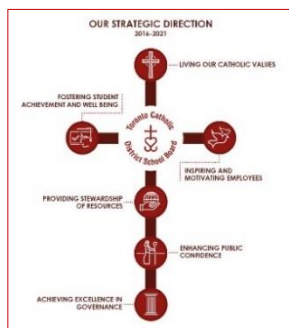 OUR STRATEGIC DIRECTION
2016-2021
LIVING OUR CATHOLIC VALUES
FOSTERING STUDENT
ACHIEVEMENT AND WELL BEING
Toronto Catholic
District School Board
INSPIRING AND
MOTIVATING EMPLOYEES
PROVIDING STEWARDSHIP
OF RESOURCES
ENHANCING PUBLIC
CONFIDENCE
ACHIEVING EXCELLENCE IN
GOVERNANCE